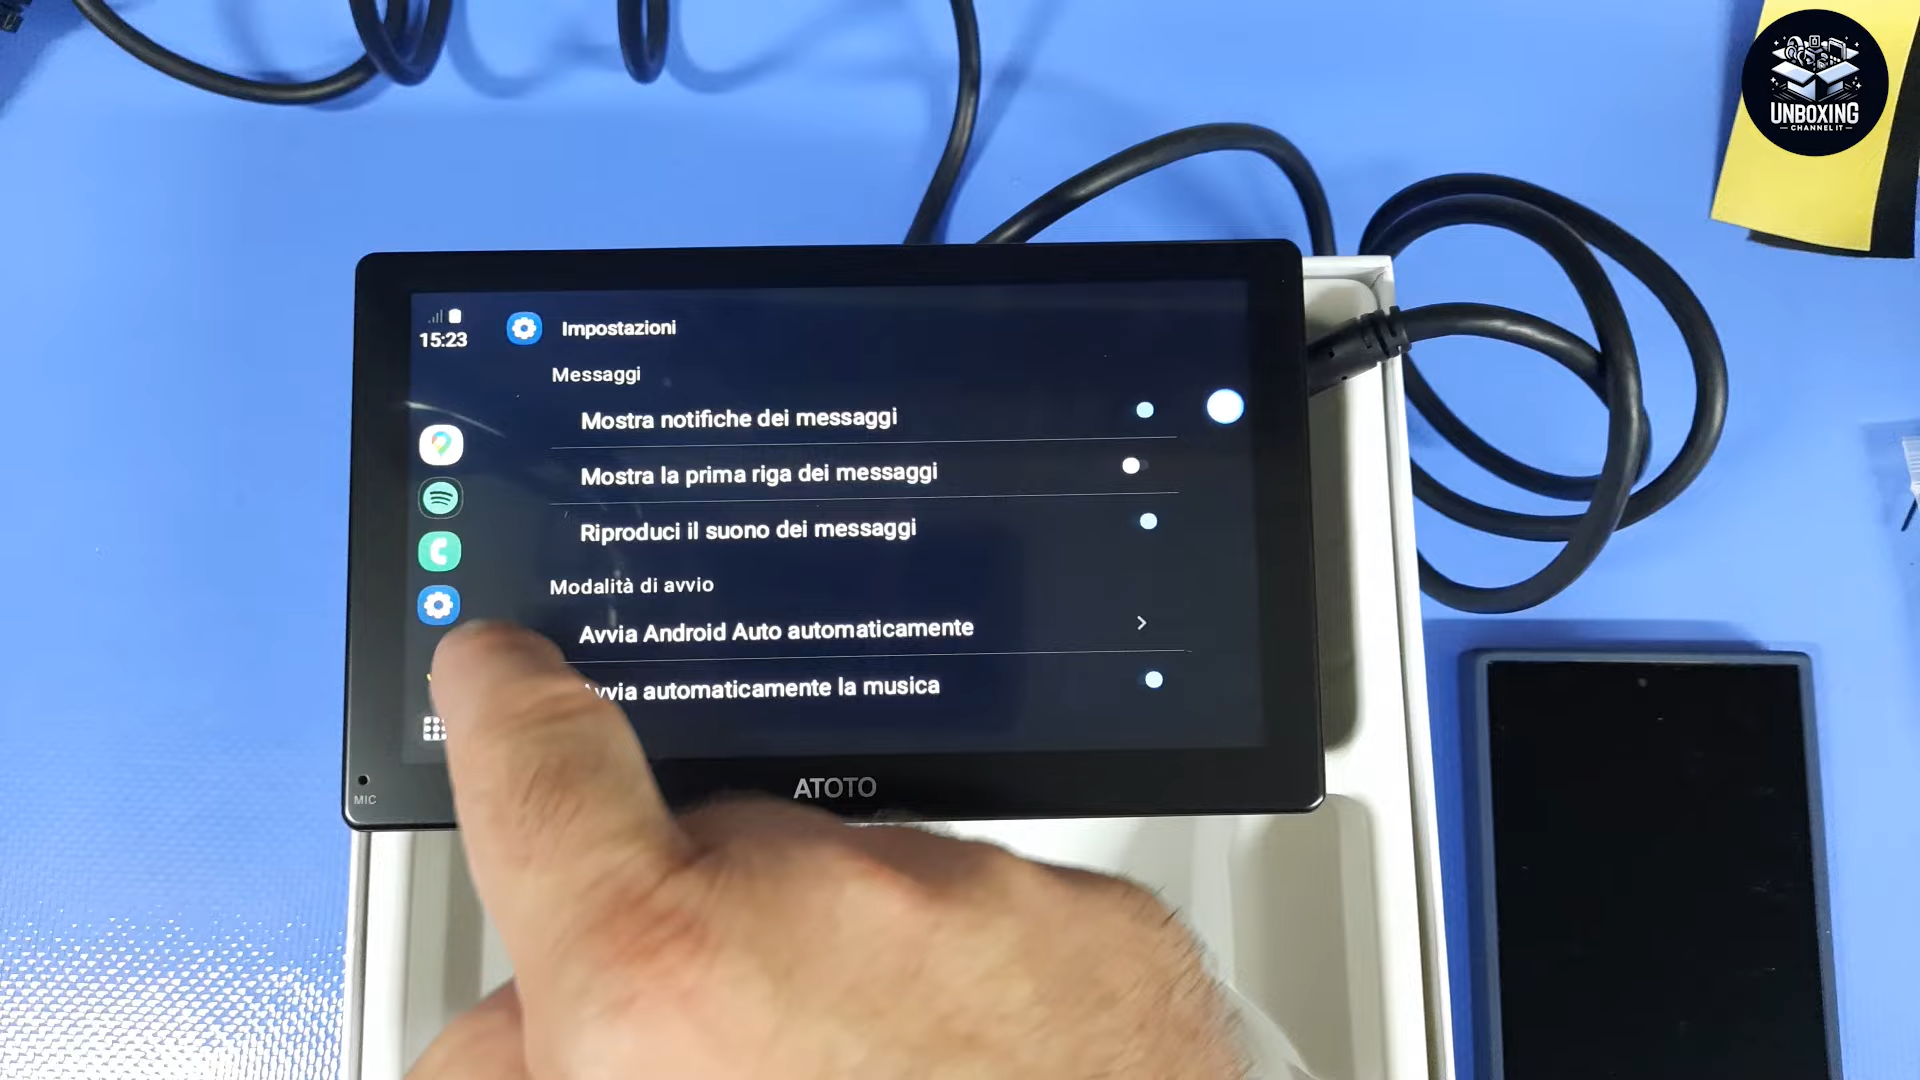 UNBOXING
CHANNEL IT
15:23
Impostazioni
Messaggi
Mostra notifiche dei messaggi
Mostra la prima riga dei messaggi
Riproduci il suono dei messaggi
Modalità di avvio
Avvia Android Auto automaticamente
Avvia automaticamente la musica
ATOTO
MIC